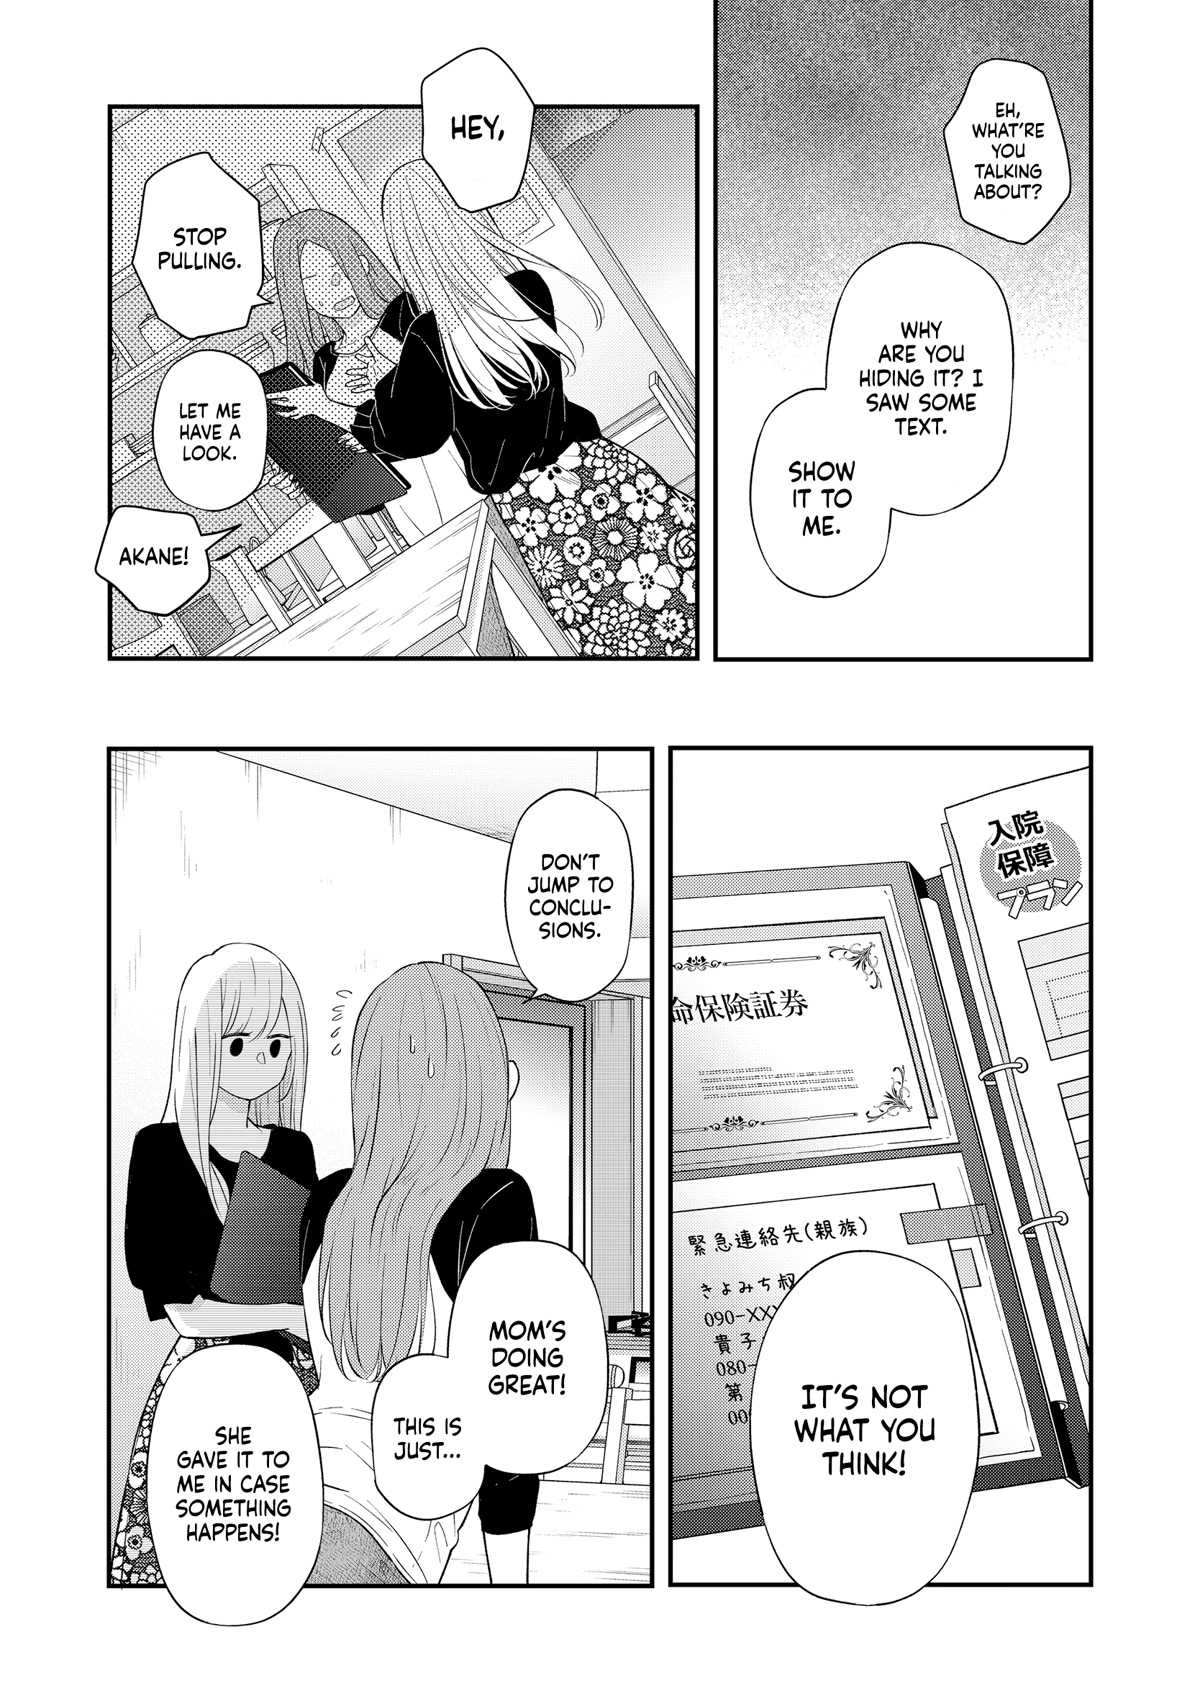 EH,
WHAT'RE
YOU
TALKING
ABOUT?
WHY
ARE YOU
HIDING IT? I
SAW SOME
TEXT.
SHOW
IT TO
ME.
HEY,
STOP
PULLING.
LET ME
HAVE A
LOOK.
AKANE!
入院
保障
プラン
命保険証券
緊急連絡先(親族)
きよみち叔
090-XXX
貴子
080-
第
00
IT'S NOT
WHAT YOU
THINK!
DON'T
JUMP TO
CONCLU-
SIONS.
MOM'S
DOING
GREAT!
THIS IS
JUST...
SHE
GAVE IT TO
ME IN CASE
SOMETHING
HAPPENS!